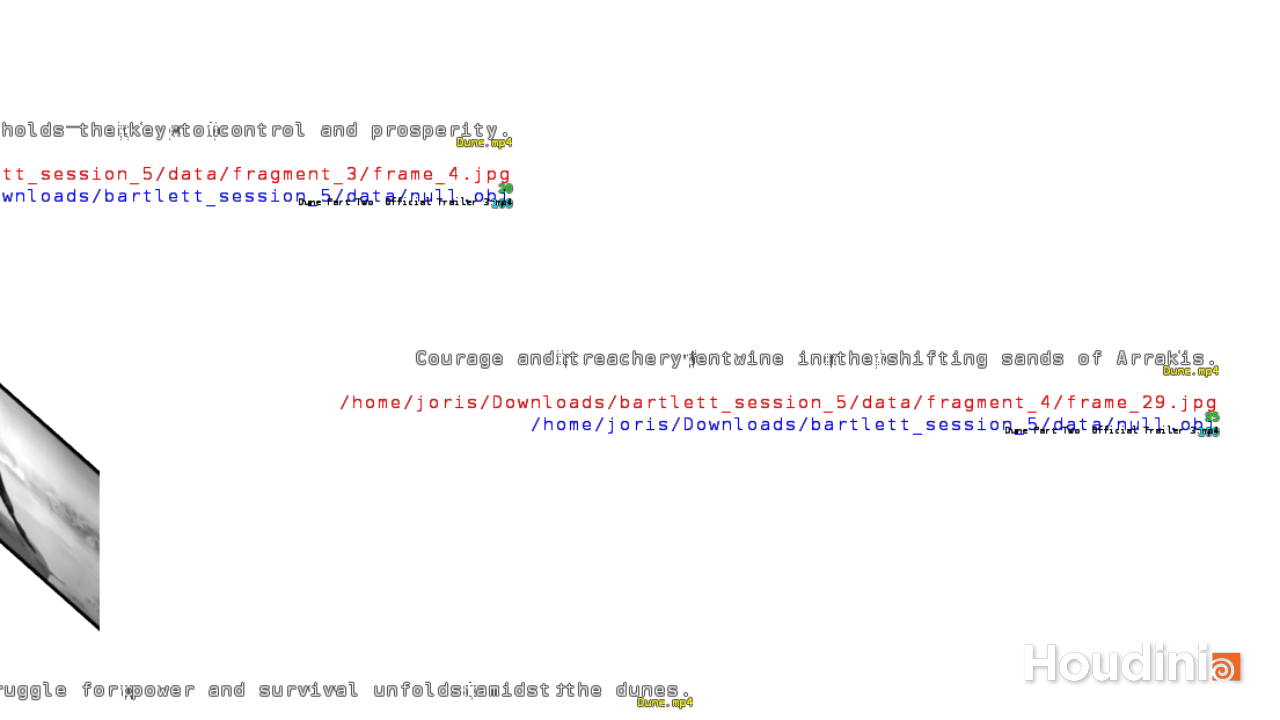 holds the key to control and prosperity.
Dune.mp4
tt_session_5/data/fragment_3/frame_4.jpg
20
wnloads/bartlett_session_5/data/null.obj
Dune Part Two Official Trailer 3.mp4
Courage and treachery entwine in the shifting sands of Arrakis.
Dune.mp4
/home/joris/Downloads/bartlett_session_5/data/fragment_4/frame_29.jpg
85
/home/joris/Downloads/bartlett_session_5/data/null.obj
Dune Part Two Official Trailer 3.mp4
Houdini
ruggle for power and survival unfolds amidst the dunes.
Dune.mp4